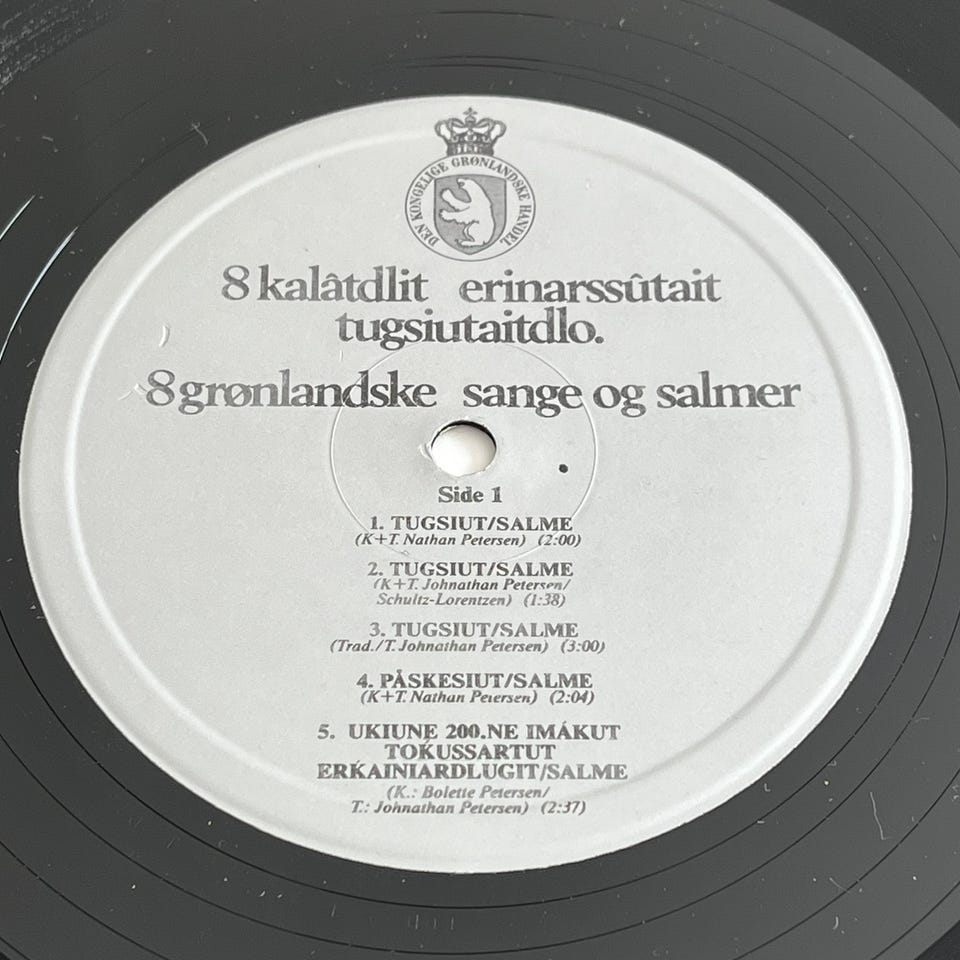 DEN KONGELIGE GRØNLANDSKE HANDEL
8 kalâtdlit erinarssûtait
tugsiutaitdlo.
8 grønlandske sange og salmer
Side 1
1. TUGSIUT/SALME
(K+T. Nathan Petersen) (2:00)
2. TUGSIUT/SALME
(K+T. Johnathan Petersen/
Schultz-Lorentzen) (1:38)
3. TUGSIUT/SALME
(Trad./T. Johnathan Petersen) (3:00)
4. PÅSKESIUT/SALME
(K+T. Nathan Petersen) (2:04)
5. UKIUNE 200.NE IMÁKUT
TOḰUSSARTUT
ERḰAINIARDLUGIT/SALME
(K.: Bolette Petersen/
T.: Johnathan Petersen) (2:37)